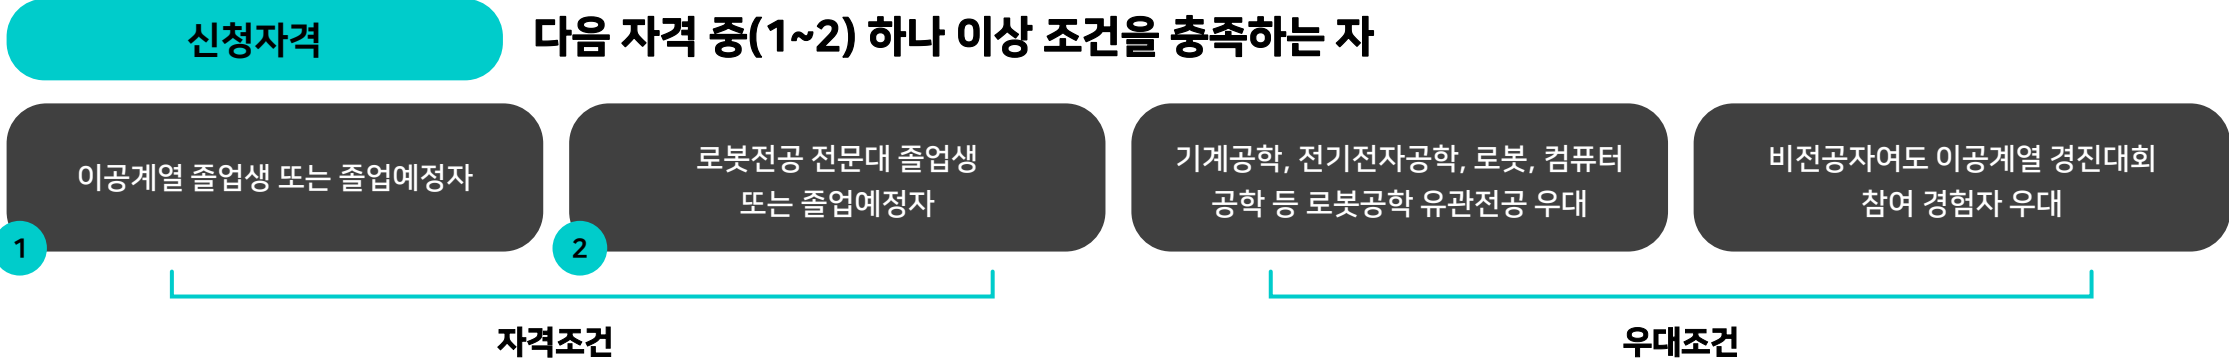 신청자격
다음 자격 중(1~2) 하나 이상 조건을 충족하는 자
이공계열 졸업생 또는 졸업예정자
1
로봇전공 전문대 졸업생
또는 졸업예정자
2
기계공학, 전기전자공학, 로봇, 컴퓨터
공학 등 로봇공학 유관전공 우대
비전공자여도 이공계열 경진대회
참여 경험자 우대
자격조건
우대조건